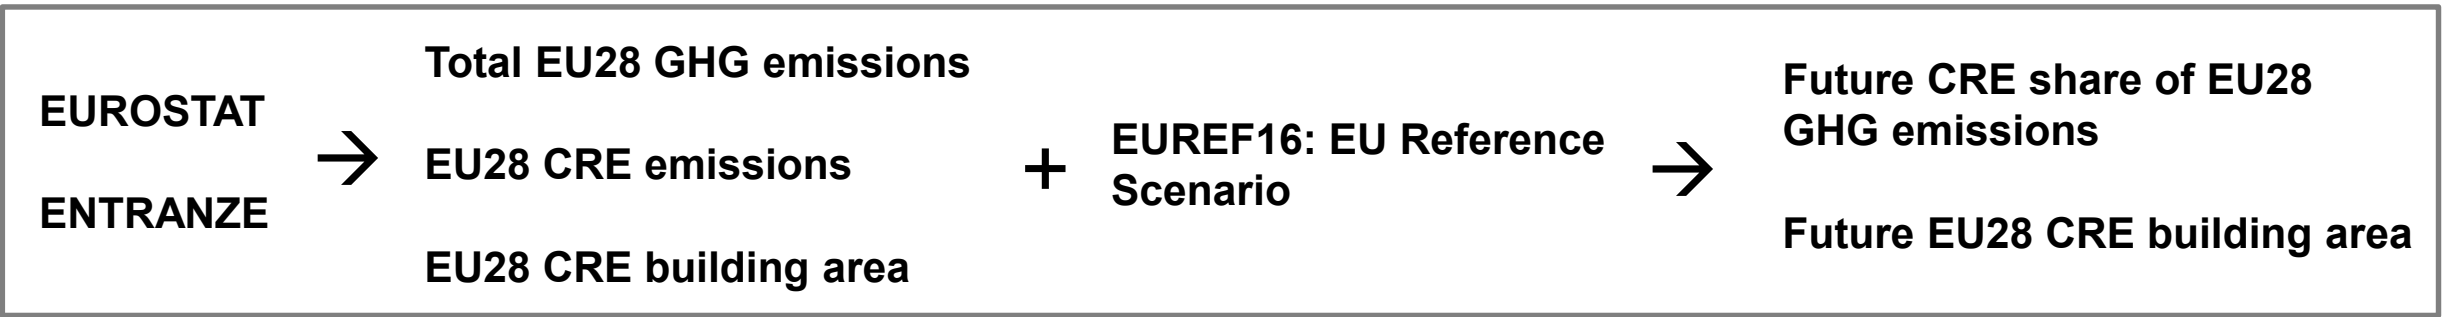 EUROSTAT
ENTRANZE
→
Total EU28 GHG emissions
EU28 CRE emissions
EU28 CRE building area
+
EUREF16: EU Reference
Scenario
→
Future CRE share of EU28
GHG emissions
Future EU28 CRE building area